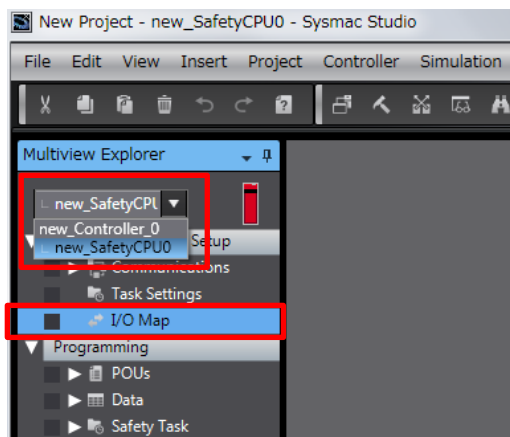 New Project - new_SafetyCPU0 - Sysmac Studio
File Edit View Insert Project Controller Simulation
Multiview Explorer
new_SafetyCPU
new_Controller_0
new_SafetyCPU0 Setup
Communications
Task Settings
I/O Map
Programming
POUs
Data
Safety Task